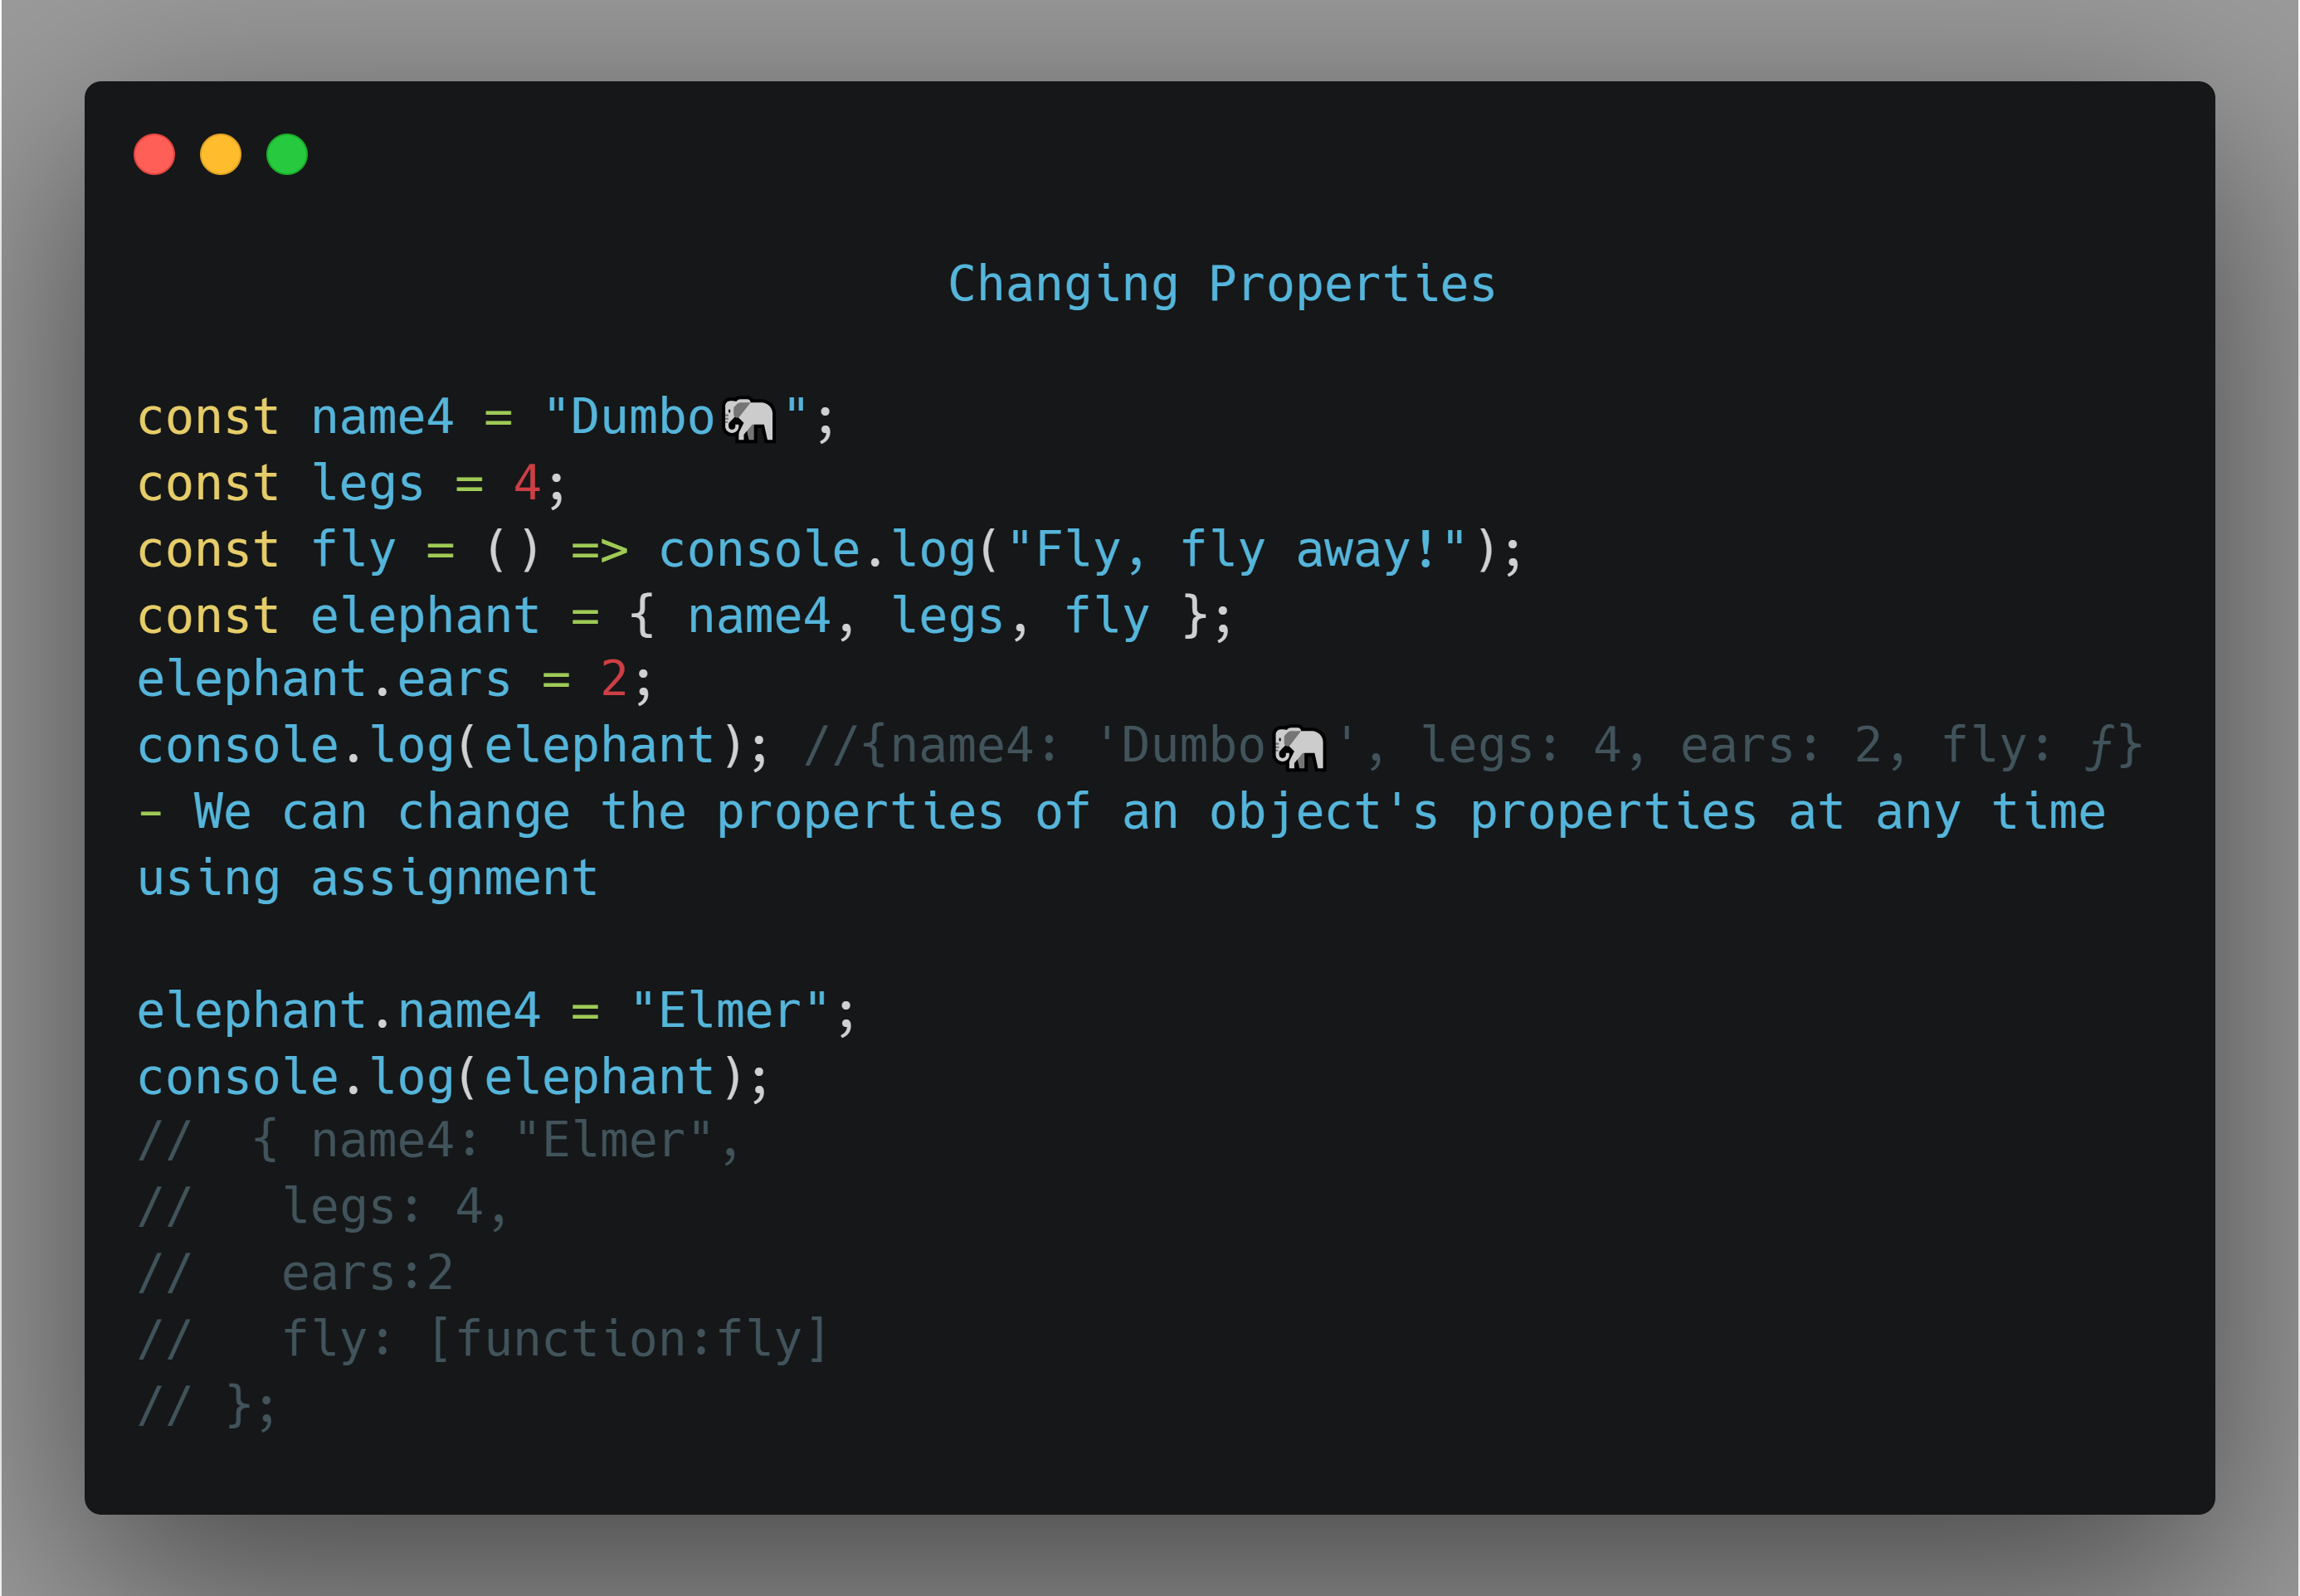 Changing Properties
const name4 = "Dumbo🐘";
const legs = 4;
const fly = () => console.log("Fly, fly away!");
const elephant = { name4, legs, fly };
elephant.ears = 2;
console.log(elephant); //{name4: 'Dumbo🐘', legs: 4, ears: 2, fly: ƒ}
- We can change the properties of an object's properties at any time
using assignment
elephant.name4 = "Elmer";
console.log(elephant);
//  { name4: "Elmer",
//   legs: 4,
//   ears:2
//   fly: [function:fly]
// };